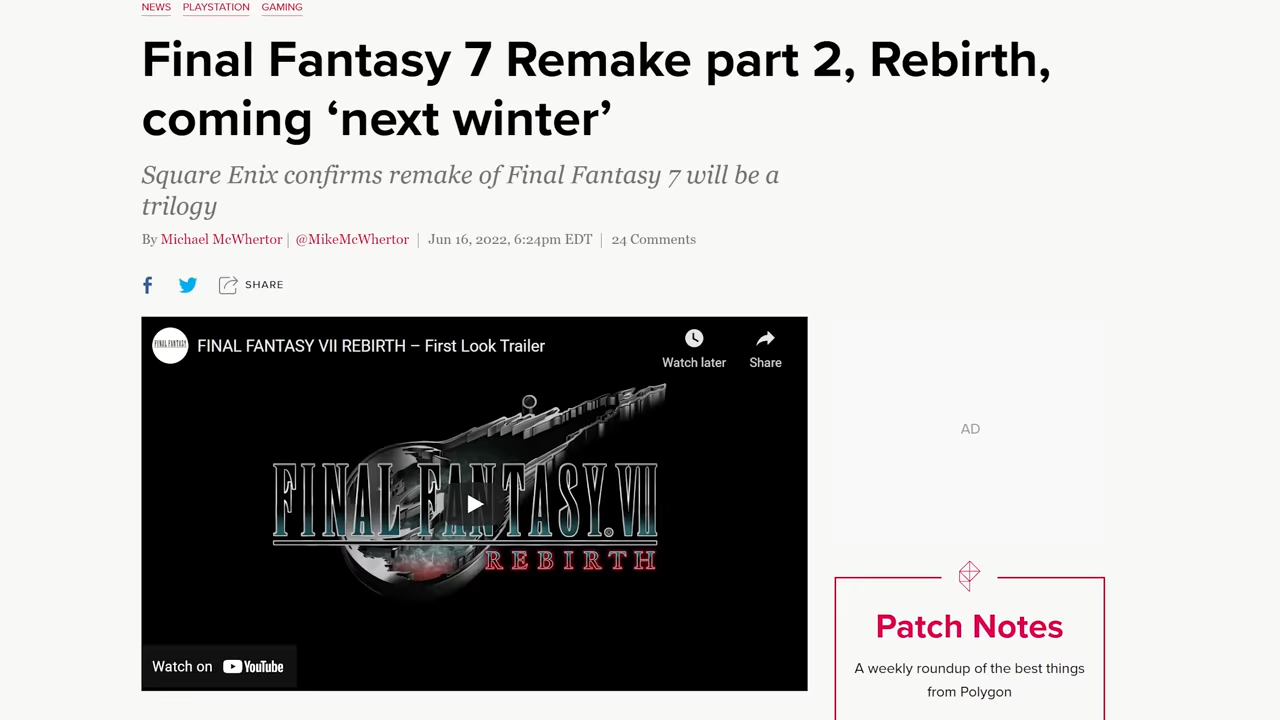 NEWS PLAYSTATION GAMING
Final Fantasy 7 Remake part 2, Rebirth,
coming ‘next winter’
Square Enix confirms remake of Final Fantasy 7 will be a
trilogy
By Michael McWhertor | @MikeMcWhertor | Jun 16, 2022, 6:24pm EDT | 24 Comments
SHARE
FINAL FANTASY
FINAL FANTASY VII REBIRTH – First Look Trailer
Watch later
Share
FINAL FANTASY.VII
REBIRTH
Watch on YouTube
AD
Patch Notes
A weekly roundup of the best things
from Polygon